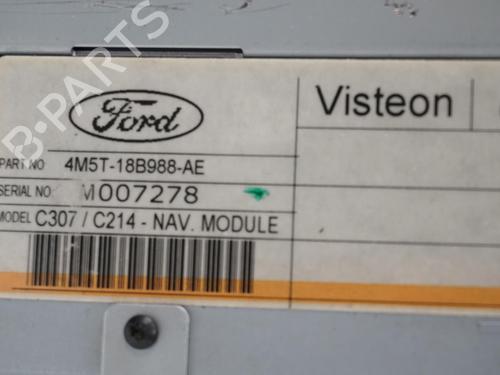 B-PARTS
Ford
Visteon
PART NO 4M5T-18B988-AE
SERIAL NO: M007278
MODEL C307 / C214 - NAV. MODULE